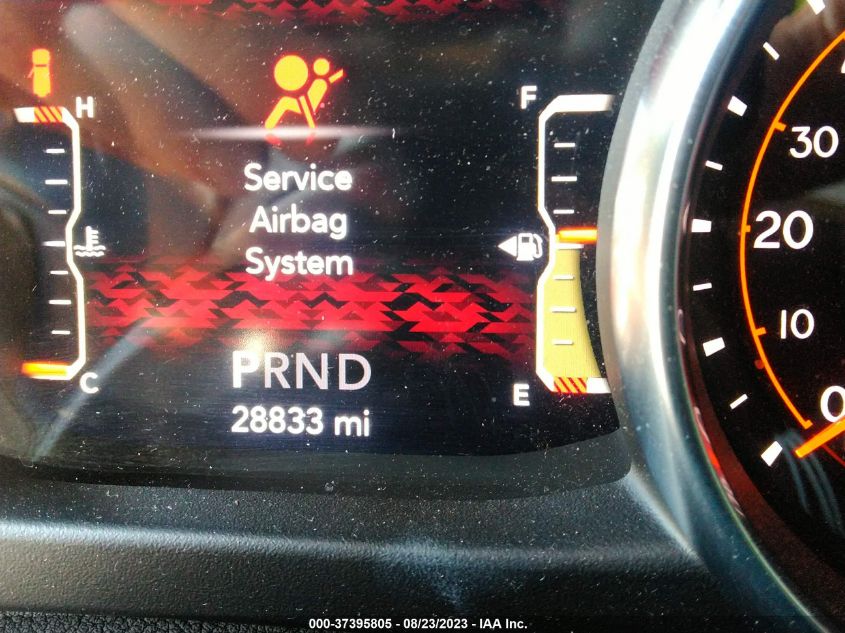 H
F
Service
Airbag
System
30
20
10
0
C
E
PRND
28833 mi
000-37395805 - 08/23/2023 - IAA Inc.